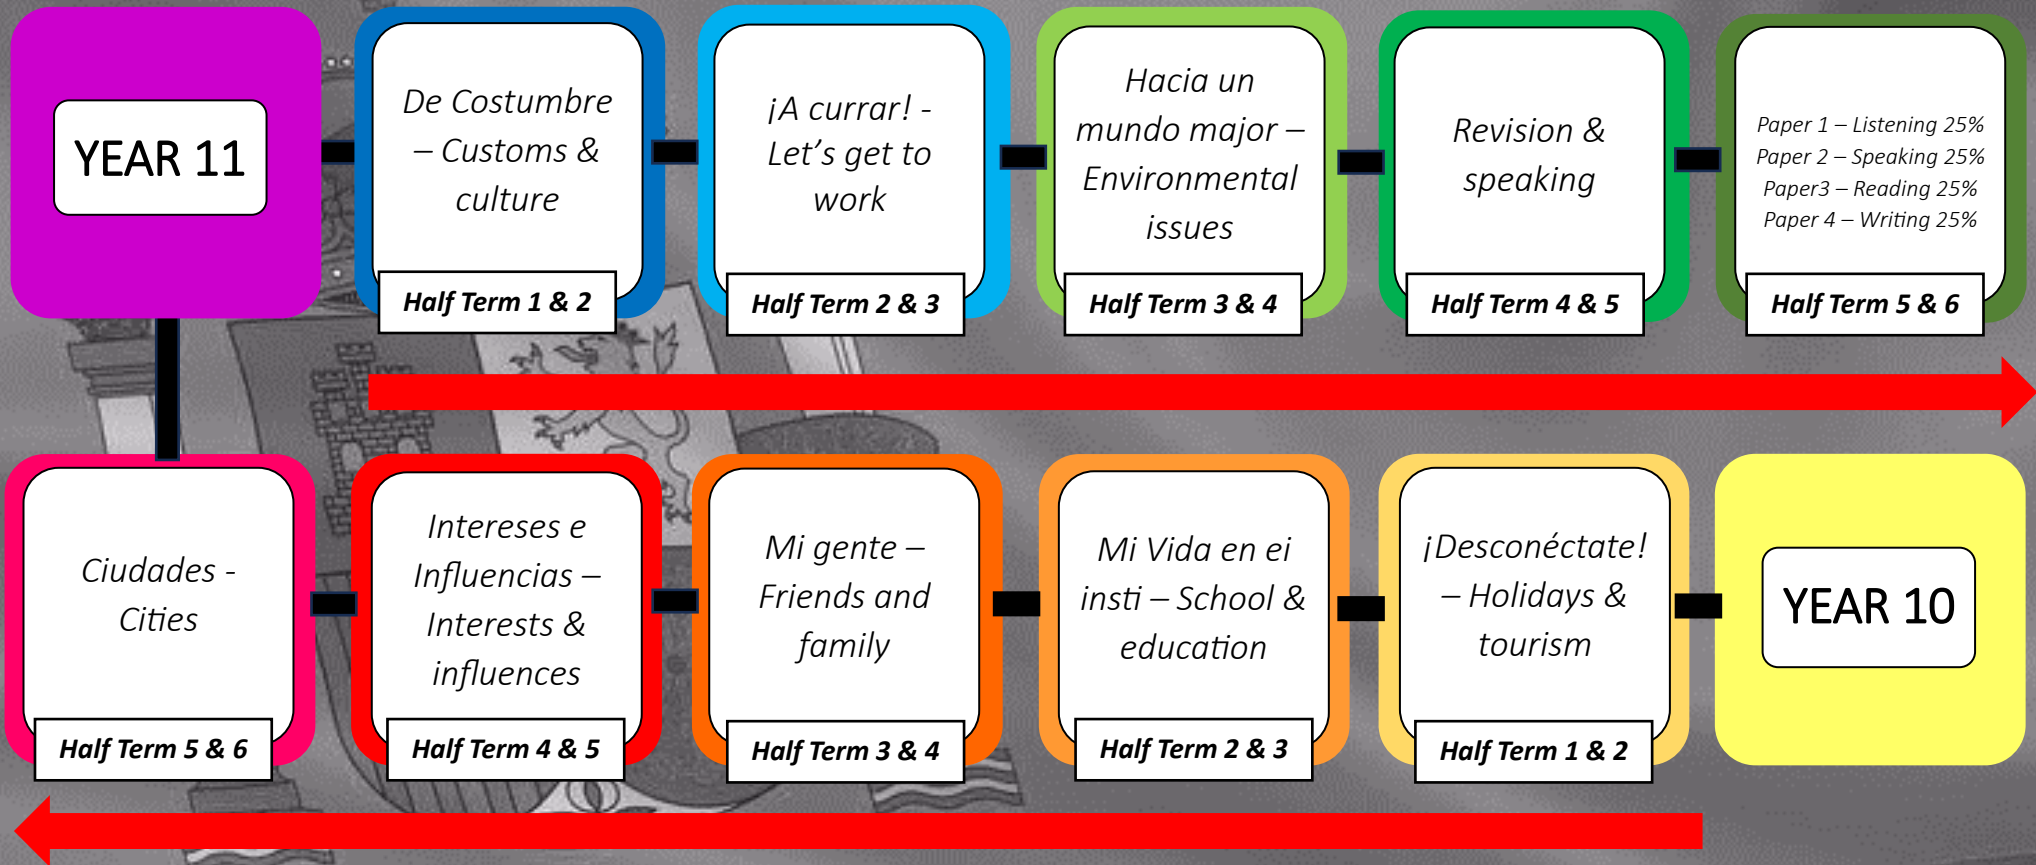 YEAR 11
De Costumbre
– Customs &
culture
Half Term 1 & 2
¡A currar! -
Let’s get to
work
Half Term 2 & 3
Hacia un
mundo major –
Environmental
issues
Half Term 3 & 4
Revision &
speaking
Half Term 4 & 5
Paper 1 – Listening 25%
Paper 2 – Speaking 25%
Paper3 – Reading 25%
Paper 4 – Writing 25%
Half Term 5 & 6
Ciudades -
Cities
Half Term 5 & 6
Intereses e
Influencias –
Interests &
influences
Half Term 4 & 5
Mi gente –
Friends and
family
Half Term 3 & 4
Mi Vida en ei
insti – School &
education
Half Term 2 & 3
¡Desconéctate!
– Holidays &
tourism
Half Term 1 & 2
YEAR 10